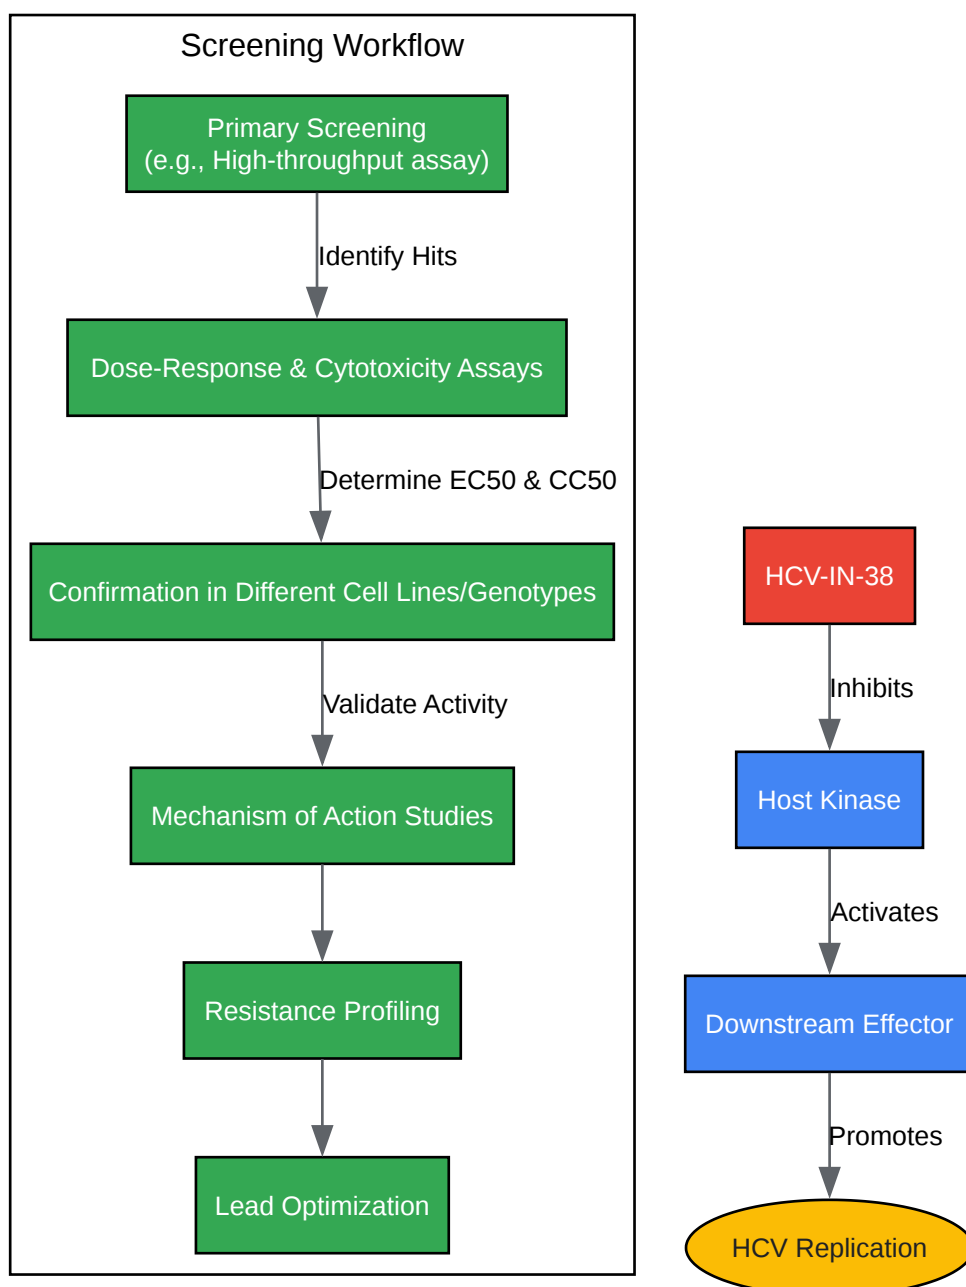 Screening Workflow
Primary Screening
(e.g., High-throughput assay)
Identify Hits
Dose-Response & Cytotoxicity Assays
Determine EC50 & CC50
Confirmation in Different Cell Lines/Genotypes
Validate Activity
Mechanism of Action Studies
Resistance Profiling
Lead Optimization
HCV-IN-38
Inhibits
Host Kinase
Activates
Downstream Effector
Promotes
HCV Replication